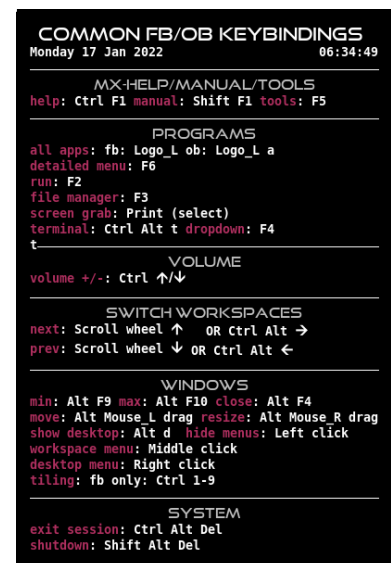 COMMON FB/OB KEYBINDINGS
Monday 17 Jan 2022 06:34:49
MX-HELP/MANUAL/TOOLS
help: Ctrl F1 manual: Shift F1 tools: F5
PROGRAMS
all apps: fb: Logo_L ob: Logo_L a
detailed menu: F6
run: F2
file manager: F3
screen grab: Print (select)
terminal: Ctrl Alt t dropdown: F4
t
VOLUME
volume +/-: Ctrl ↑/↓
SWITCH WORKSPACES
next: Scroll wheel ↑ OR Ctrl Alt →
prev: Scroll wheel ↓ OR Ctrl Alt ←
WINDOWS
min: Alt F9 max: Alt F10 close: Alt F4
move: Alt Mouse_L drag resize: Alt Mouse_R drag
show desktop: Alt d hide menus: Left click
workspace menu: Middle click
desktop menu: Right click
tiling: fb only: Ctrl 1-9
SYSTEM
exit session: Ctrl Alt Del
shutdown: Shift Alt Del